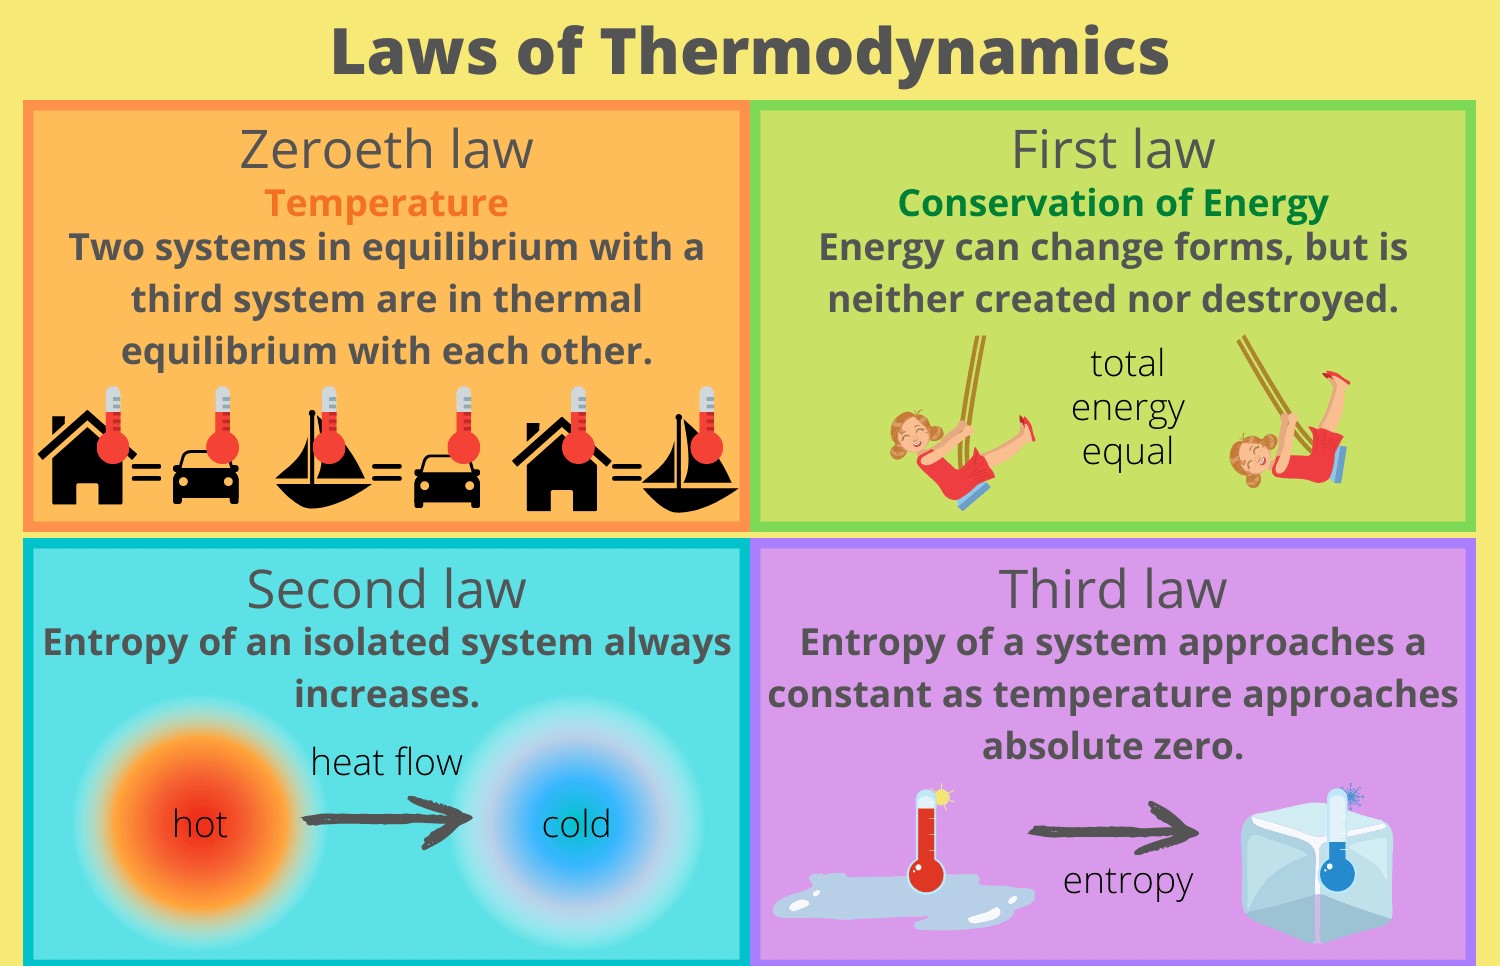 Laws of Thermodynamics
Zeroeth law
Temperature
Two systems in equilibrium with a
third system are in thermal
equilibrium with each other.
First law
Conservation of Energy
Energy can change forms, but is
neither created nor destroyed.
total
energy
equal
Second law
Entropy of an isolated system always
increases.
heat flow
hot
cold
Third law
Entropy of a system approaches a
constant as temperature approaches
absolute zero.
entropy